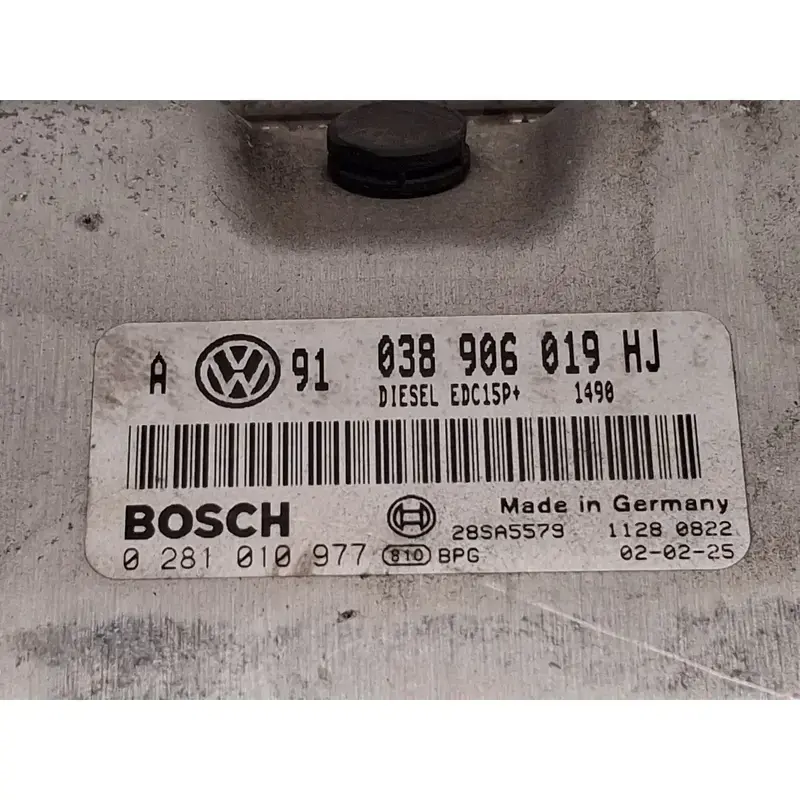 A VW 91 038 906 019 HJ
DIESEL EDC15P+ 1490
BOSCH Made in Germany
28SA5579 1128 0822
0 281 010 977 810 BPG 02-02-25